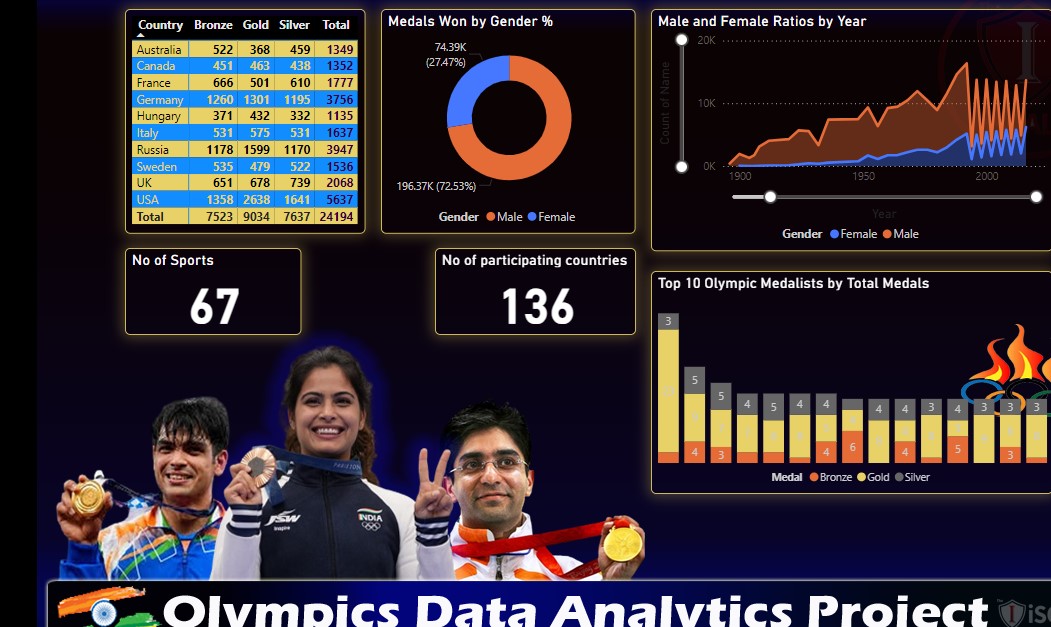 Country Bronze Gold Silver Total
Australia 522 368 459 1349
Canada 451 463 438 1352
France 666 501 610 1777
Germany 1260 1301 1195 3756
Hungary 371 432 332 1135
Italy 531 575 531 1637
Russia 1178 1599 1170 3947
Sweden 535 479 522 1536
UK 651 678 739 2068
USA 1358 2638 1641 5637
Total 7523 9034 7637 24194
Medals Won by Gender %
74.39K
(27.47%)
196.37K (72.53%)
Gender Male Female
Male and Female Ratios by Year
20K
10K
0K
Count of Name
1900 1950 2000
Year
Gender Female Male
No of Sports
67
No of participating countries
136
Top 10 Olympic Medalists by Total Medals
3
5
5
4 5 4 4 4 4 3 4 3 3 3
4 3 4 6 4 5 3
Medal Bronze Gold Silver
JSW
Inspire
INDIA
Olympics Data Analytics Project